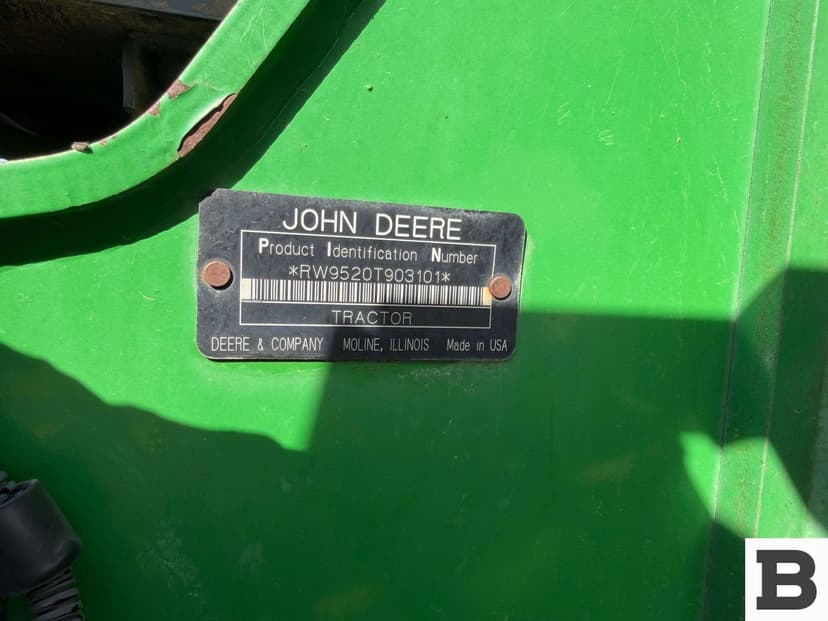 JOHN DEERE
Product Identification Number
*RW9520T903101*
TRACTOR
DEERE & COMPANY MOLINE, ILLINOIS Made in USA
B